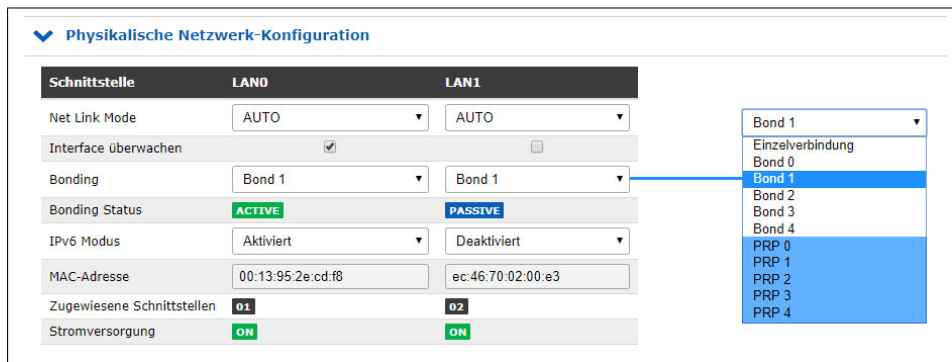 Physikalische Netzwerk-Konfiguration
Schnittstelle LAN0 LAN1
Net Link Mode AUTO AUTO
Interface überwachen
Bonding Bond 1 Bond 1
Bonding Status ACTIVE PASSIVE
IPv6 Modus Aktiviert Deaktiviert
MAC-Adresse 00:13:95:2e:cd:f8 ec:46:70:02:00:e3
Zugewiesene Schnittstellen 01 02
Stromversorgung ON ON
Bond 1
Einzelverbindung
Bond 0
Bond 1
Bond 2
Bond 3
Bond 4
PRP 0
PRP 1
PRP 2
PRP 3
PRP 4